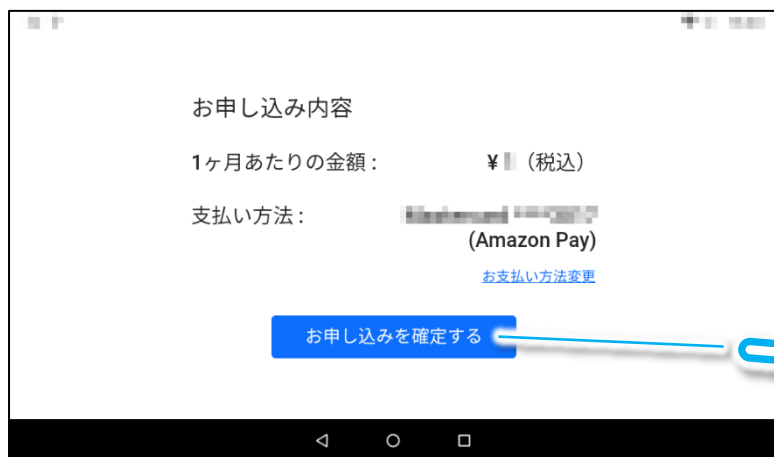 お申し込み内容
1ヶ月あたりの金額： ¥ （税込）
支払い方法：
(Amazon Pay)
お支払い方法変更
お申し込みを確定する